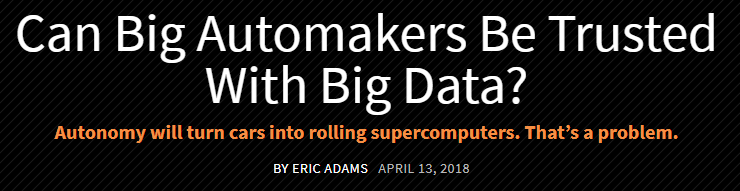 Can Big Automakers Be Trusted
With Big Data?
Autonomy will turn cars into rolling supercomputers. That’s a problem.
BY ERIC ADAMS APRIL 13, 2018